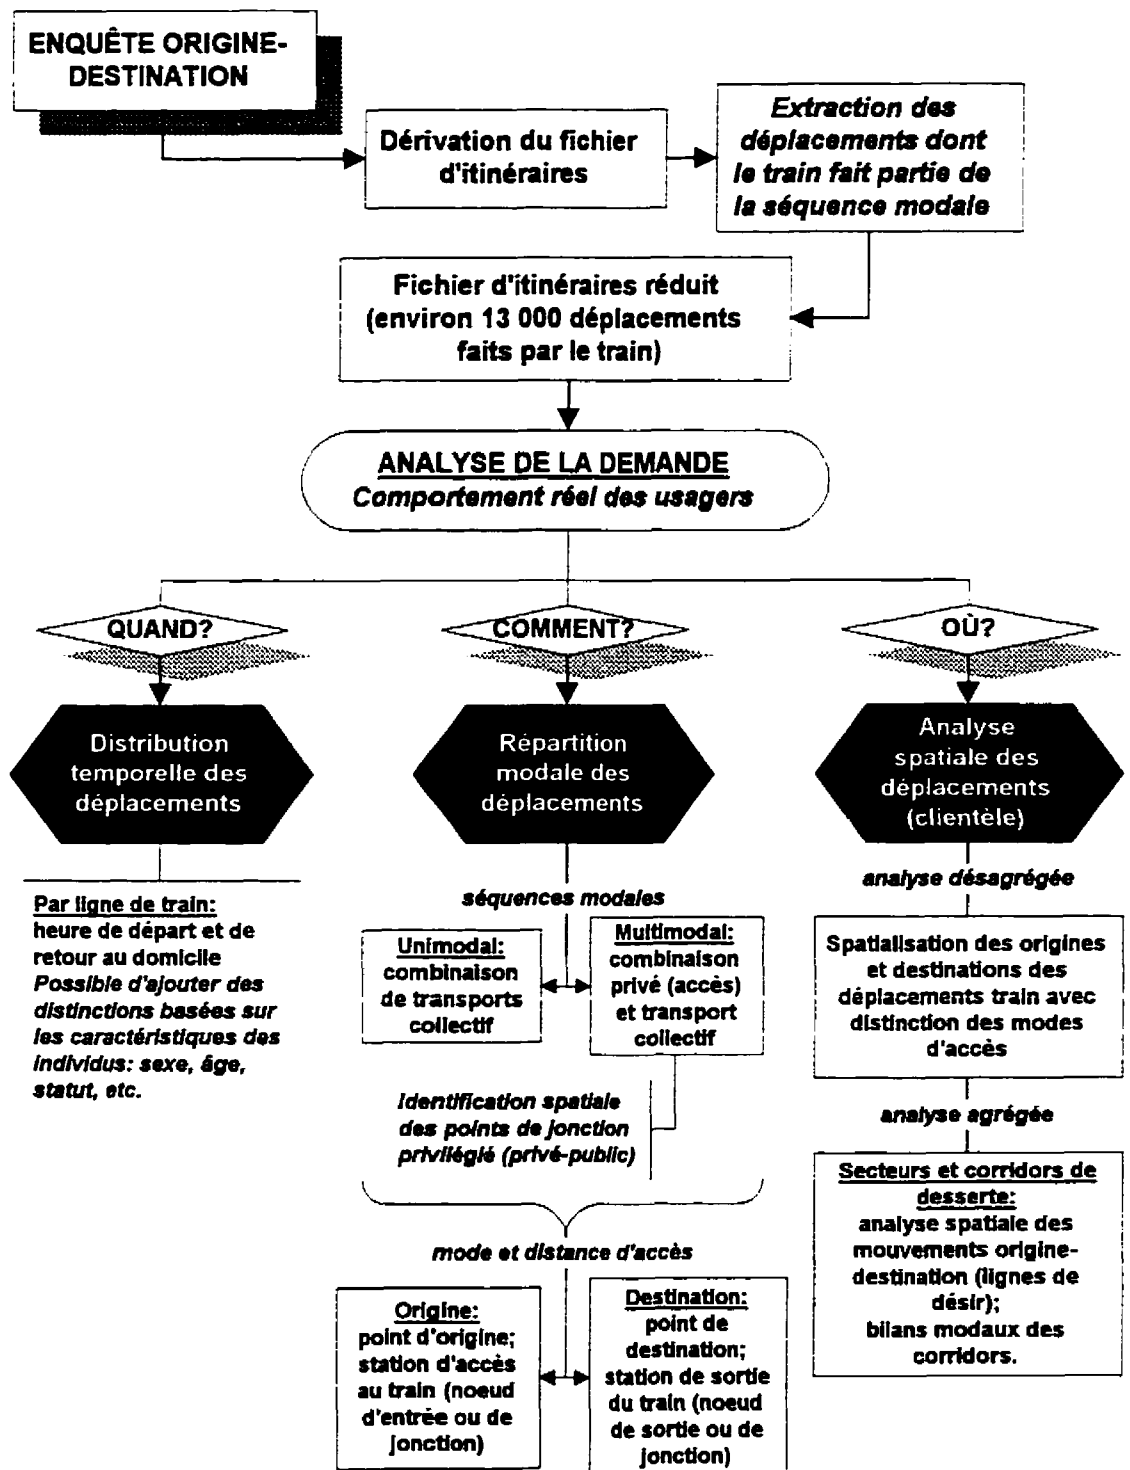 ENQUÊTE ORIGINE-
DESTINATION
Dérivation du fichier
d'itinéraires
Extraction des
déplacements dont
le train fait partie de
la séquence modale
Fichier d'itinéraires réduit
(environ 13 000 déplacements
faits par le train)
ANALYSE DE LA DEMANDE
Comportement réel des usagers
QUAND?
COMMENT?
OÙ?
Distribution
temporelle des
déplacements
Répartition
modale des
déplacements
Analyse
spatiale des
déplacements
(clientèle)
Par ligne de train:
heure de départ et de
retour au domicile
Possible d'ajouter des
distinctions basées sur
les caractéristiques des
individus: sexe, âge,
statut, etc.
séquences modales
Unimodal:
combinaison
de transports
collectif
Multimodal:
combinaison
privé (accès)
et transport
collectif
Identification spatiale
des points de jonction
privilégié (privé-public)
mode et distance d'accès
Origine:
point d'origine;
station d'accès
au train (noeud
d'entrée ou de
jonction)
Destination:
point de
destination;
station de sortie
du train (noeud
de sortie ou de
jonction)
analyse désagrégée
Spatialisation des origines
et destinations des
déplacements train avec
distinction des modes
d'accès
analyse agrégée
Secteurs et corridors de
desserte:
analyse spatiale des
mouvements origine-
destination (lignes de
désir);
bilans modaux des
corridors.